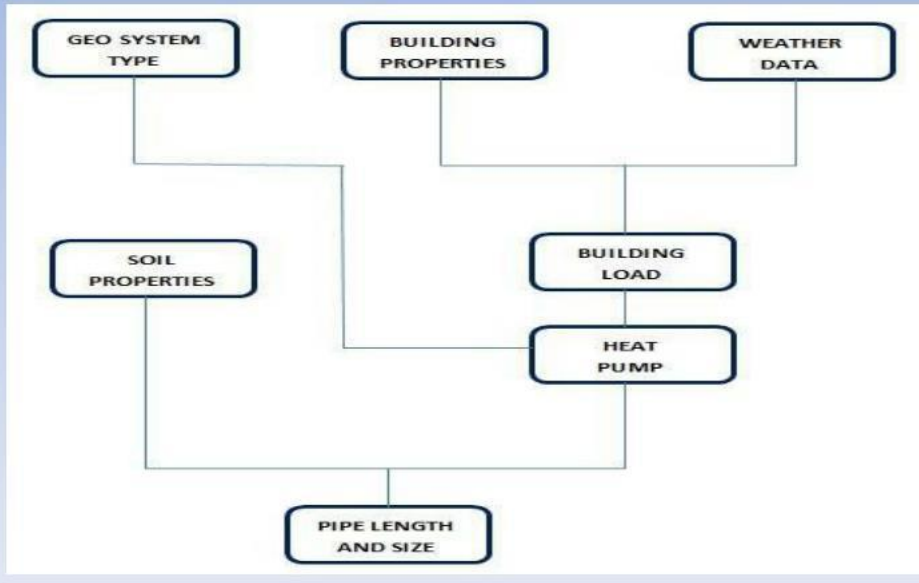 GEO SYSTEM
TYPE
BUILDING
PROPERTIES
WEATHER
DATA
SOIL
PROPERTIES
BUILDING
LOAD
HEAT
PUMP
PIPE LENGTH
AND SIZE